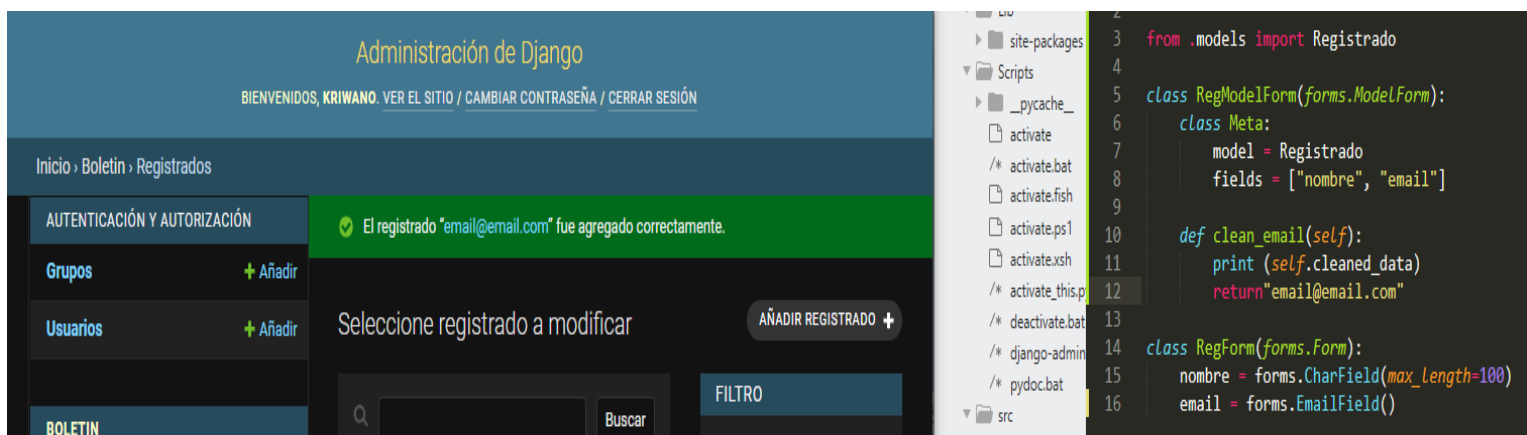 Administración de Django
BIENVENIDOS, KRIWANO. VER EL SITIO / CAMBIAR CONTRASEÑA / CERRAR SESIÓN
Inicio › Boletin › Registrados
AUTENTICACIÓN Y AUTORIZACIÓN
Grupos + Añadir
Usuarios + Añadir
BOLETIN
El registrado "email@email.com" fue agregado correctamente.
Seleccione registrado a modificar
AÑADIR REGISTRADO +
Buscar
FILTRO
site-packages
Scripts
__pycache__
activate
/* activate.bat
activate.fish
activate.ps1
activate.xsh
/* activate_this.p
/* deactivate.bat
/* django-admin
/* pydoc.bat
src
3 from .models import Registrado
4
5 class RegModelForm(forms.ModelForm):
6 class Meta:
7 model = Registrado
8 fields = ["nombre", "email"]
9
10 def clean_email(self):
11 print (self.cleaned_data)
12 return"email@email.com"
13
14 class RegForm(forms.Form):
15 nombre = forms.CharField(max_length=100)
16 email = forms.EmailField()